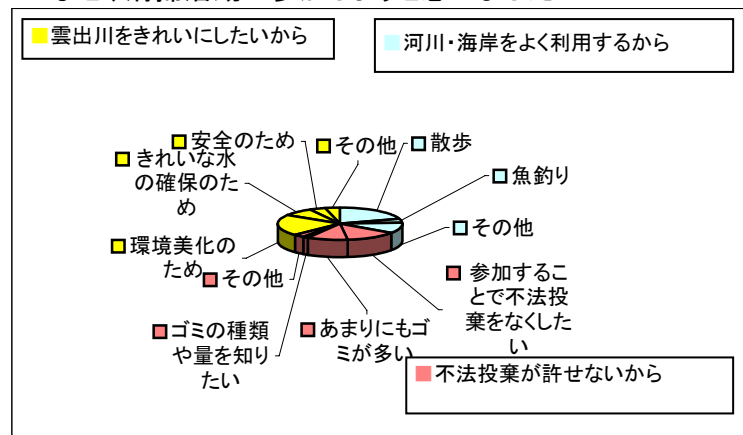 雲出川をきれいにしたいから
河川・海岸をよく利用するから
安全のため
その他
散歩
きれいな水
の確保のた
め
魚釣り
その他
環境美化の
ため
その他
参加するこ
とで不法投
棄をなくした
い
ゴミの種類
や量を知り
たい
あまりにもゴ
ミが多い
不法投棄が許せないから